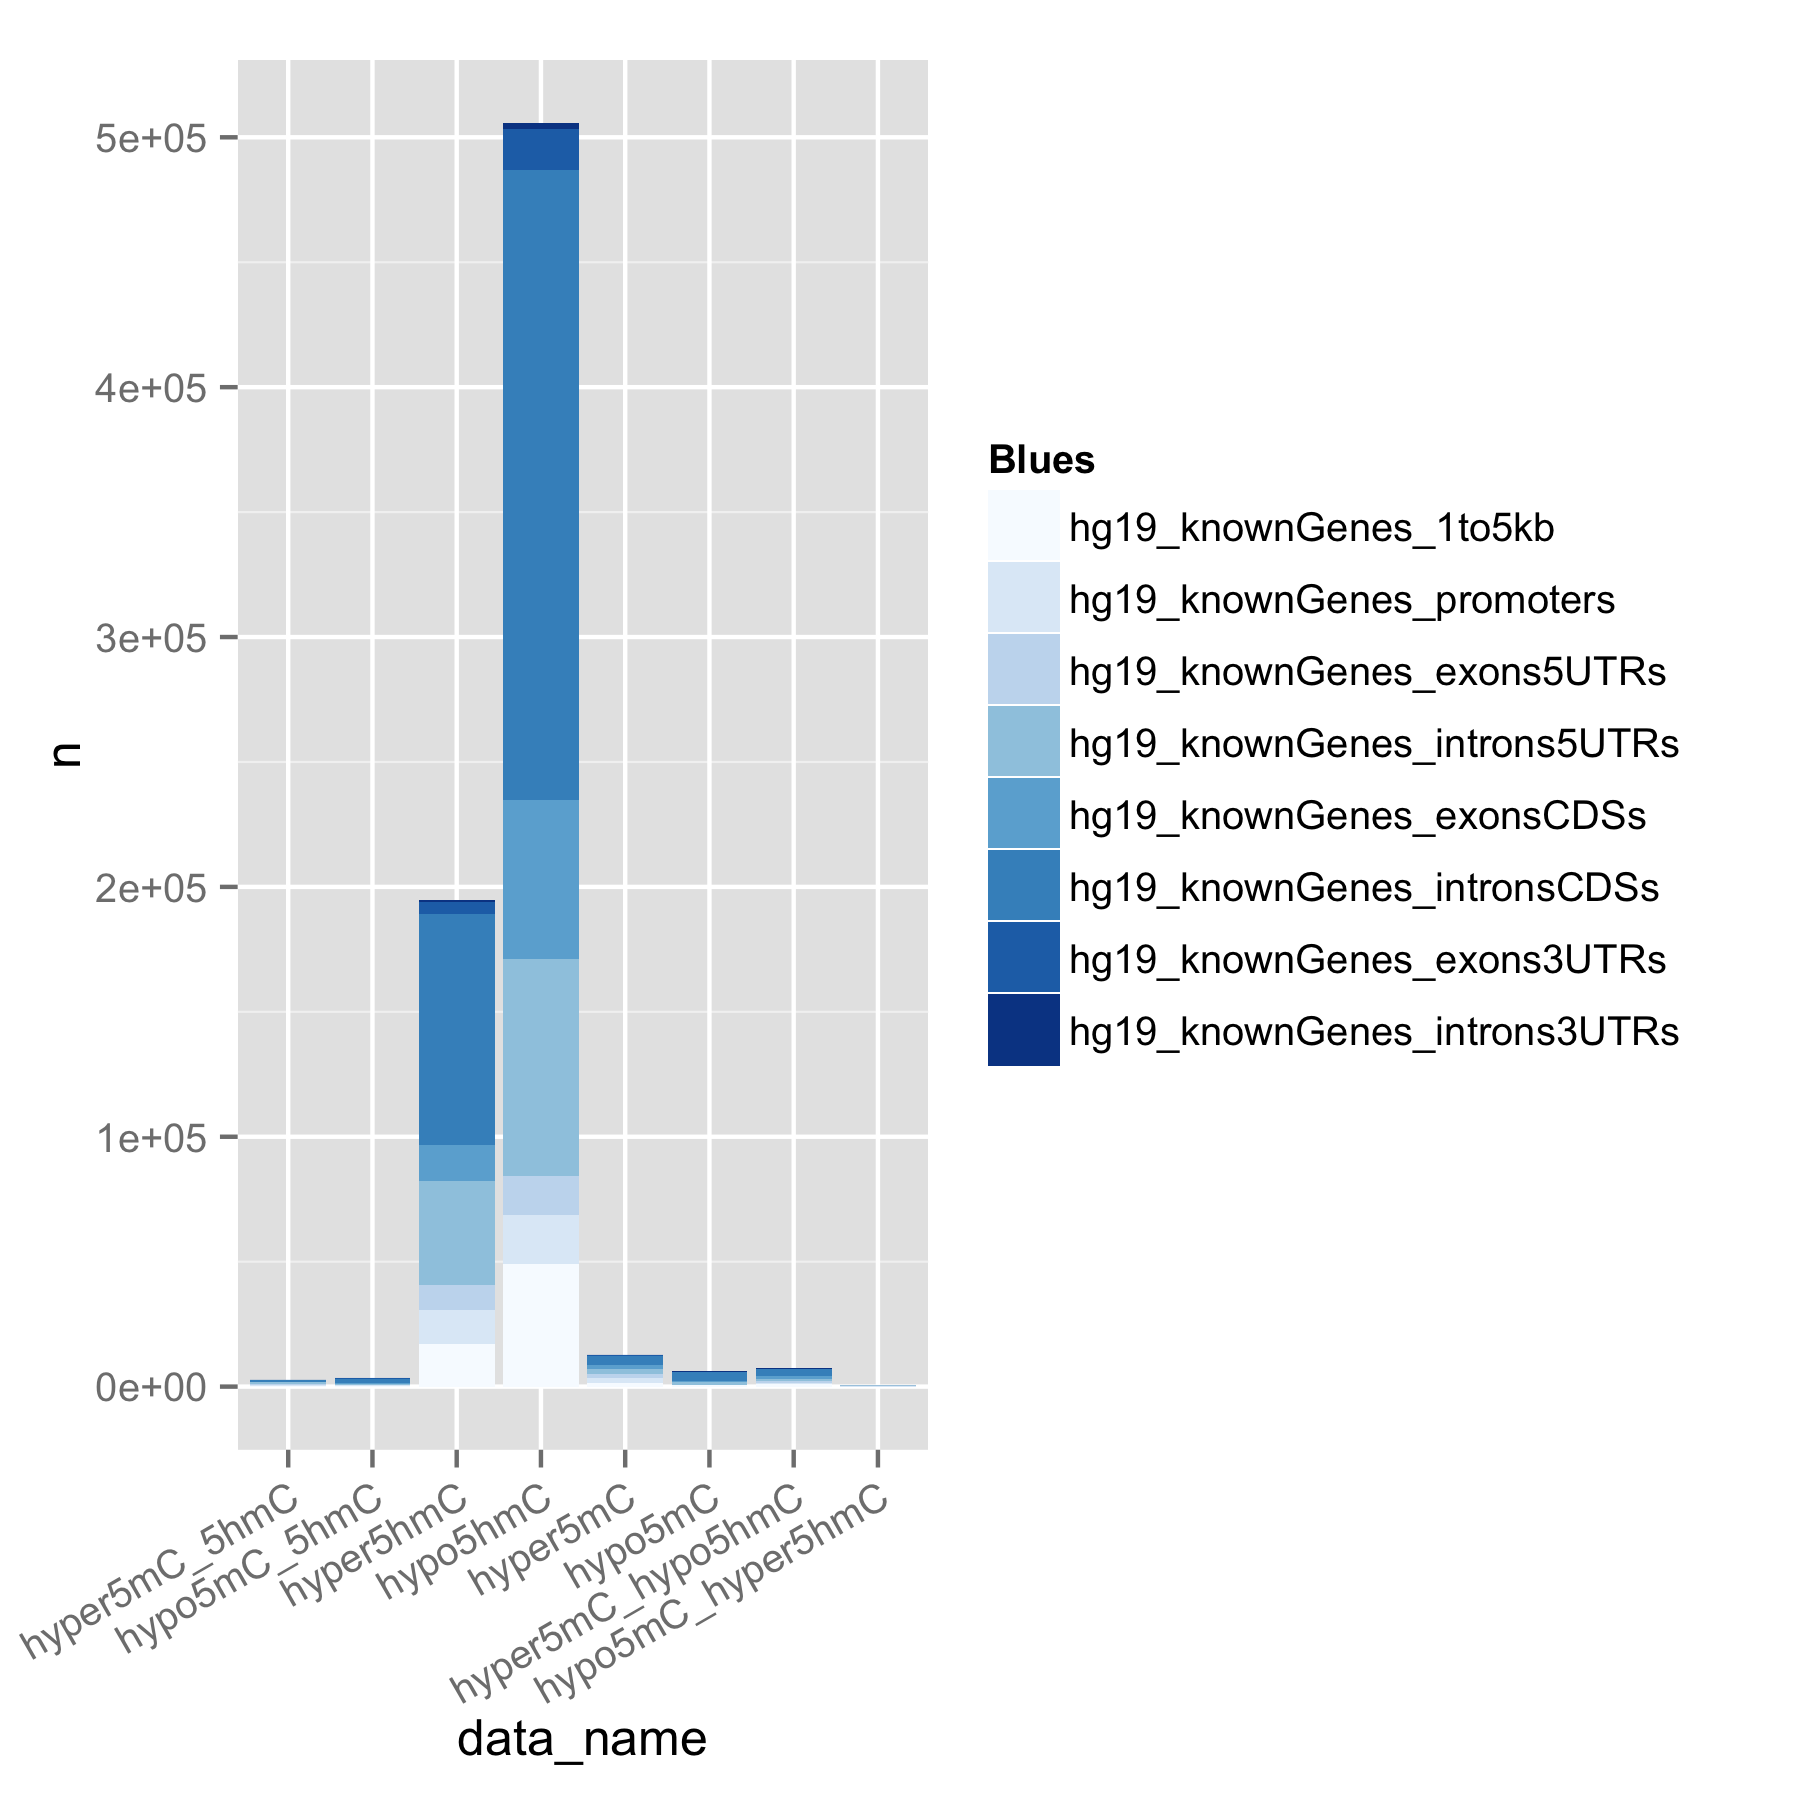 5e+05
4e+05
3e+05
2e+05
1e+05
0e+00
n
hyper5mC_5hmC
hypo5mC_5hmC
hyper5hmC
hypo5hmC
hyper5mC
hypo5mC
hyper5mC_hypo5hmC
hypo5mC_hyper5hmC
data_name
Blues
hg19_knownGenes_1to5kb
hg19_knownGenes_promoters
hg19_knownGenes_exons5UTRs
hg19_knownGenes_introns5UTRs
hg19_knownGenes_exonsCDSs
hg19_knownGenes_intronsCDSs
hg19_knownGenes_exons3UTRs
hg19_knownGenes_introns3UTRs